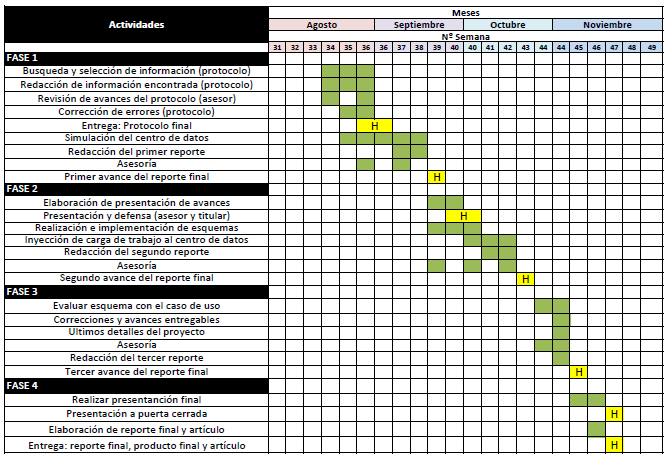 Actividades
Meses
Agosto Septiembre Octubre Noviembre
Nº Semana
31 32 33 34 35 36 36 37 38 39 40 40 41 42 43 44 44 45 46 47 48 49
FASE 1
Busqueda y selección de información (protocolo)
Redacción de información encontrada (protocolo)
Revisión de avances del protocolo (asesor)
Corrección de errores (protocolo)
Entrega: Protocolo final H
Simulación del centro de datos
Redacción del primer reporte
Asesoría
Primer avance del reporte final H
FASE 2
Elaboración de presentación de avances
Presentación y defensa (asesor y titular) H
Realización e implementación de esquemas
Inyección de carga de trabajo al centro de datos
Redacción del segundo reporte
Asesoría
Segundo avance del reporte final H
FASE 3
Evaluar esquema con el caso de uso
Correcciones y avances entregables
Ultimos detalles del proyecto
Asesoría
Redacción del tercer reporte
Tercer avance del reporte final H
FASE 4
Realizar presentanción final
Presentación a puerta cerrada H
Elaboración de reporte final y artículo
Entrega: reporte final, producto final y artículo H